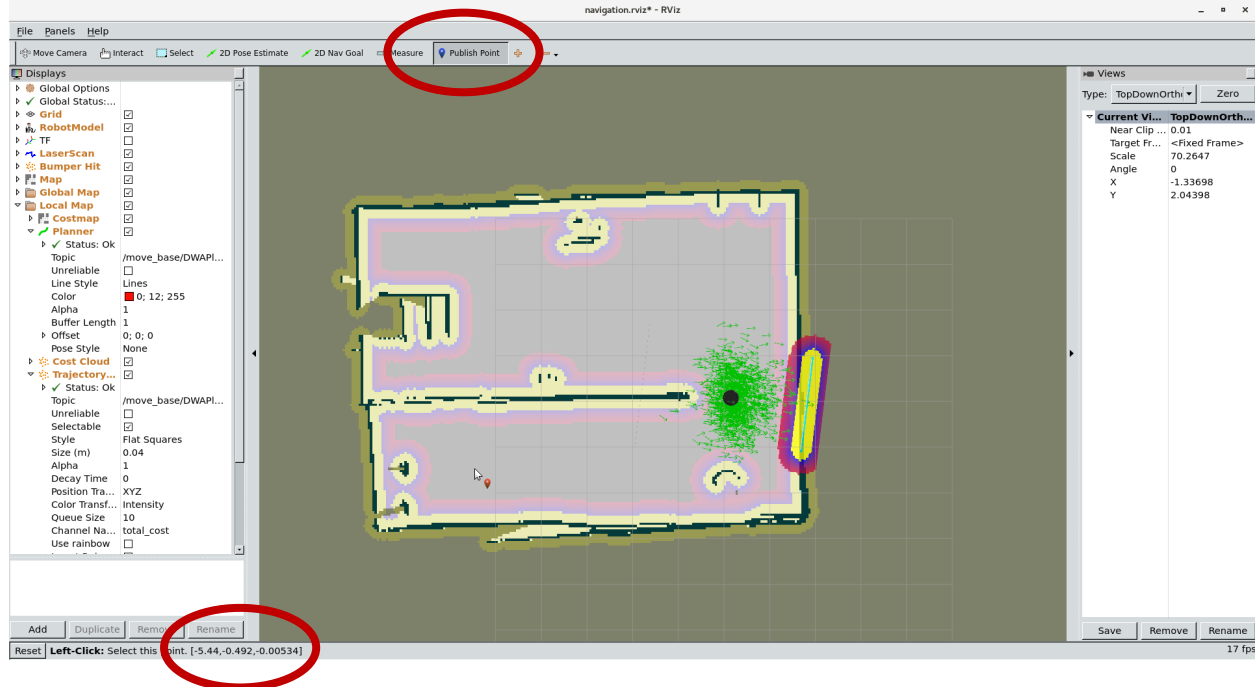 navigation.rviz* - RViz
File Panels Help
Move Camera Interact Select 2D Pose Estimate 2D Nav Goal Measure Publish Point
Displays
Global Options
Global Status:...
Grid
RobotModel
TF
LaserScan
Bumper Hit
Map
Global Map
Local Map
Costmap
Planner
Status: Ok
Topic /move_base/DWAPl...
Unreliable
Line Style Lines
Color 0; 12; 255
Alpha 1
Buffer Length 1
Offset 0; 0; 0
Pose Style None
Cost Cloud
Trajectory...
Status: Ok
Topic /move_base/DWAPl...
Unreliable
Selectable
Style Flat Squares
Size (m) 0.04
Alpha 1
Decay Time 0
Position Tra... XYZ
Color Transf... Intensity
Queue Size 10
Channel Na... total_cost
Use rainbow
Add Duplicate Remove Rename
Reset Left-Click: Select this point. [-5.44,-0.492,-0.00534]
Views
Type: TopDownOrtho Zero
Current Vi... TopDownOrth...
Near Clip ... 0.01
Target Fr... <Fixed Frame>
Scale 70.2647
Angle 0
X -1.33698
Y 2.04398
Save Remove Rename
17 fps